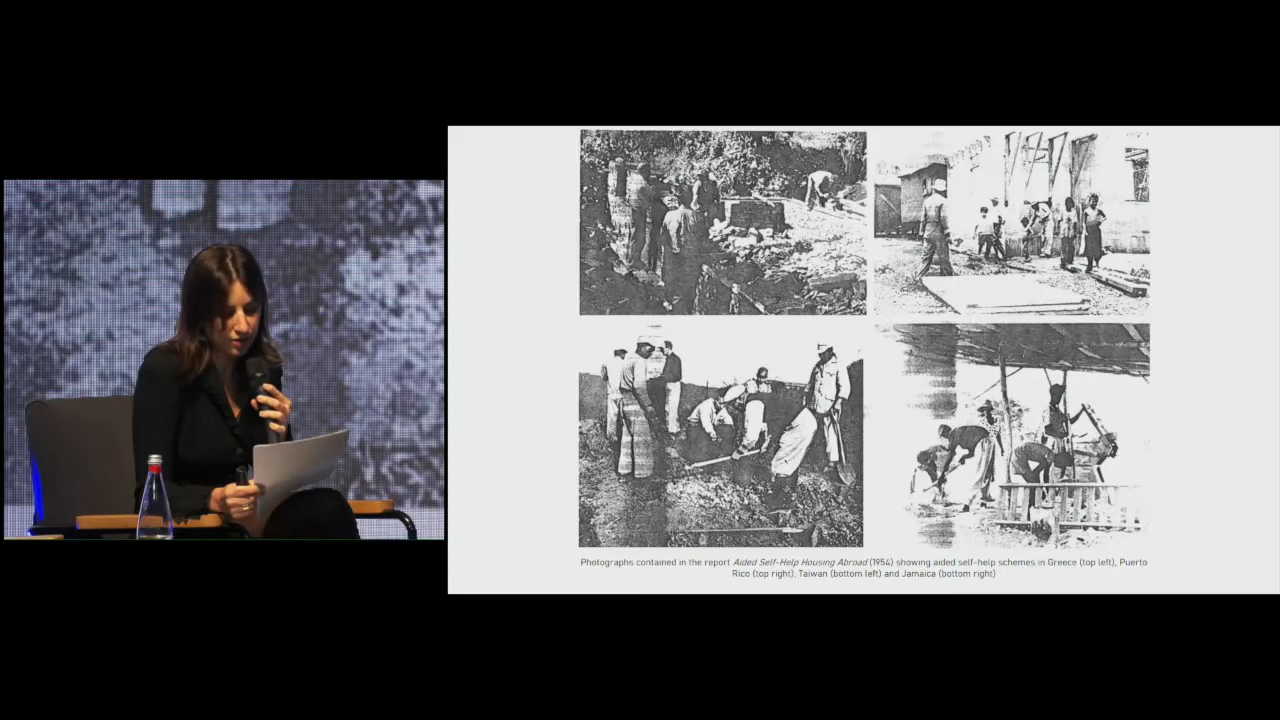 Photographs contained in the report Aided Self-Help Housing Abroad (1954) showing aided self-help schemes in Greece (top left), Puerto
Rico (top right), Taiwan (bottom left) and Jamaica (bottom right)